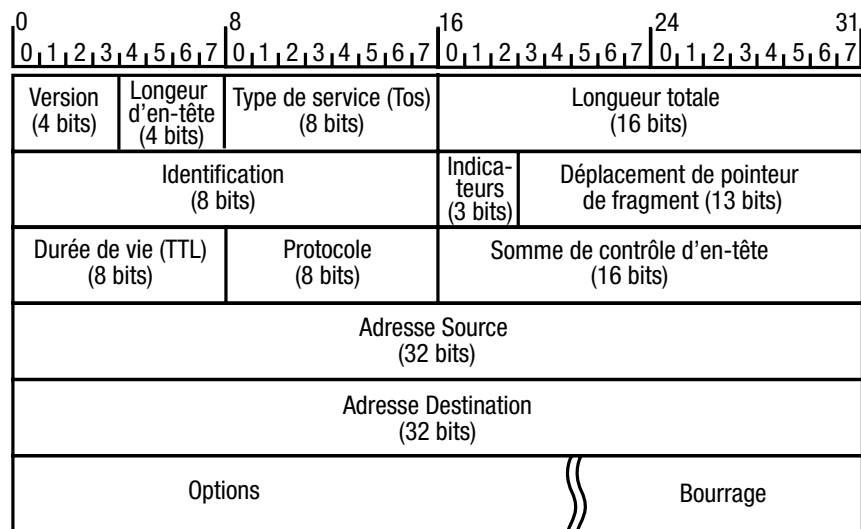 0 8 16 24 31
0 1 2 3 4 5 6 7 0 1 2 3 4 5 6 7 0 1 2 3 4 5 6 7 0 1 2 3 4 5 6 7
Version
(4 bits)
Longeur
d'en-tête
(4 bits)
Type de service (Tos)
(8 bits)
Longueur totale
(16 bits)
Identification
(8 bits)
Indica-
teurs
(3 bits)
Déplacement de pointeur
de fragment (13 bits)
Durée de vie (TTL)
(8 bits)
Protocole
(8 bits)
Somme de contrôle d'en-tête
(16 bits)
Adresse Source
(32 bits)
Adresse Destination
(32 bits)
Options
Bourrage